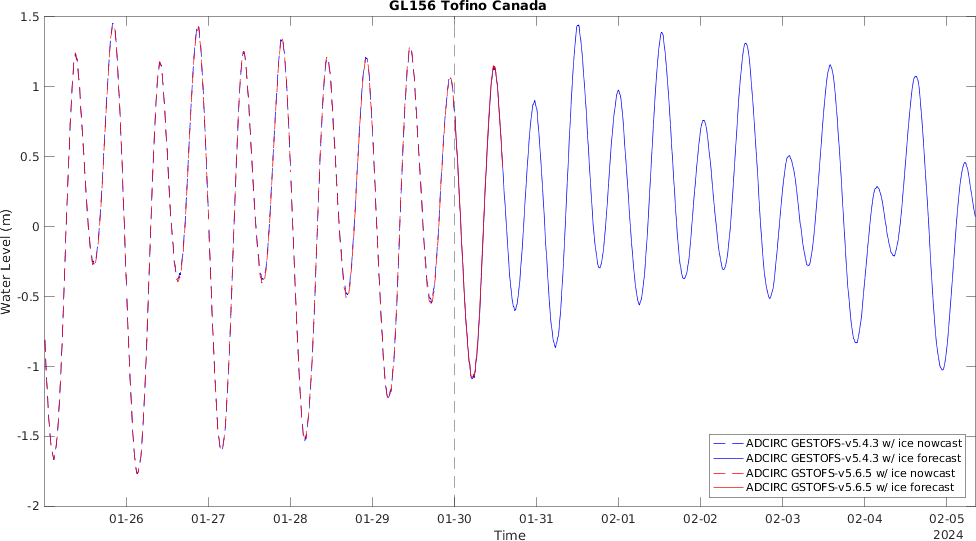 GL156 Tofino Canada
1.5
1
0.5
0
-0.5
-1
-1.5
-2
Water Level (m)
01-26 01-27 01-28 01-29 01-30 01-31 02-01 02-02 02-03 02-04 02-05
2024
Time
ADCIRC GESTOFS-v5.4.3 w/ ice nowcast
ADCIRC GESTOFS-v5.4.3 w/ ice forecast
ADCIRC GSTOFS-v5.6.5 w/ ice nowcast
ADCIRC GSTOFS-v5.6.5 w/ ice forecast